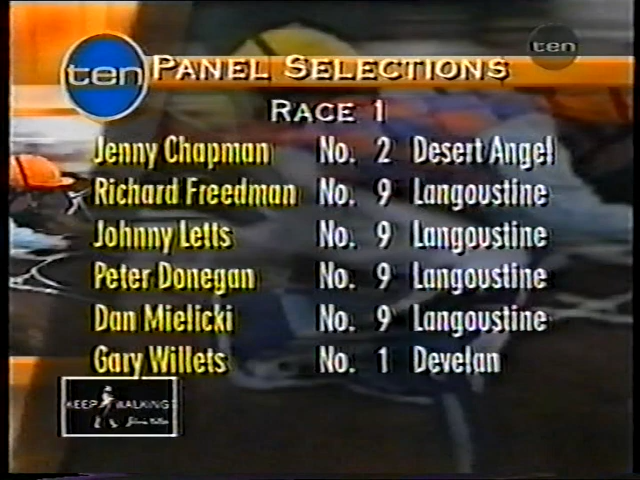 ten PANEL SELECTIONS ten
RACE 1
Jenny Chapman No. 2 Desert Angel
Richard Freedman No. 9 Langoustine
Johnny Letts No. 9 Langoustine
Peter Donegan No. 9 Langoustine
Dan Mielicki No. 9 Langoustine
Gary Willets No. 1 Develan
KEEP WALKING
Johnnie Walker